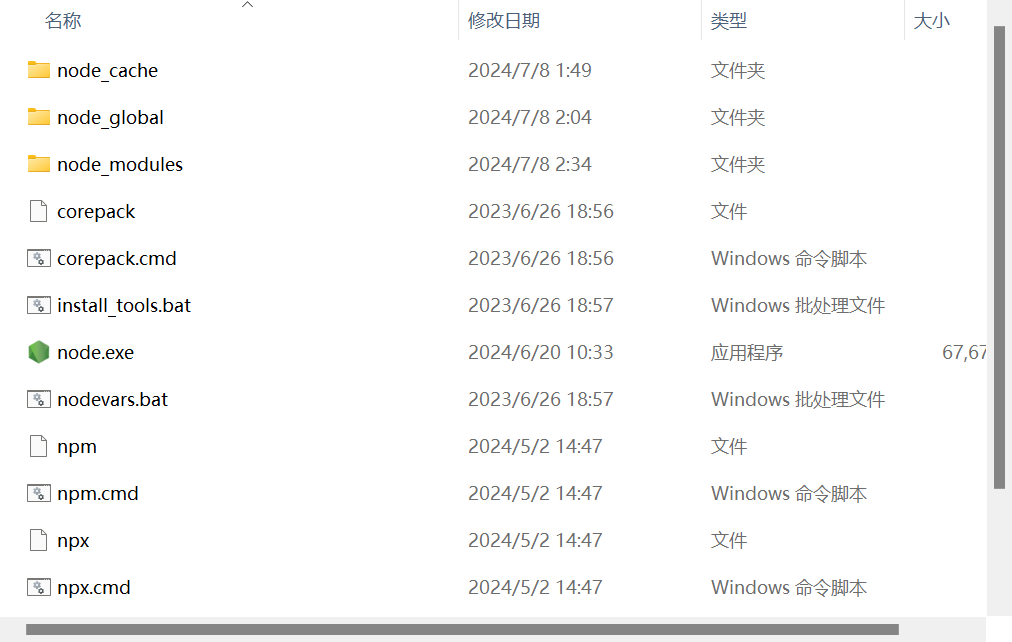 名称 修改日期 类型 大小
node_cache 2024/7/8 1:49 文件夹
node_global 2024/7/8 2:04 文件夹
node_modules 2024/7/8 2:34 文件夹
corepack 2023/6/26 18:56 文件
corepack.cmd 2023/6/26 18:56 Windows 命令脚本
install_tools.bat 2023/6/26 18:57 Windows 批处理文件
node.exe 2024/6/20 10:33 应用程序 67,67
nodevars.bat 2023/6/26 18:57 Windows 批处理文件
npm 2024/5/2 14:47 文件
npm.cmd 2024/5/2 14:47 Windows 命令脚本
npx 2024/5/2 14:47 文件
npx.cmd 2024/5/2 14:47 Windows 命令脚本